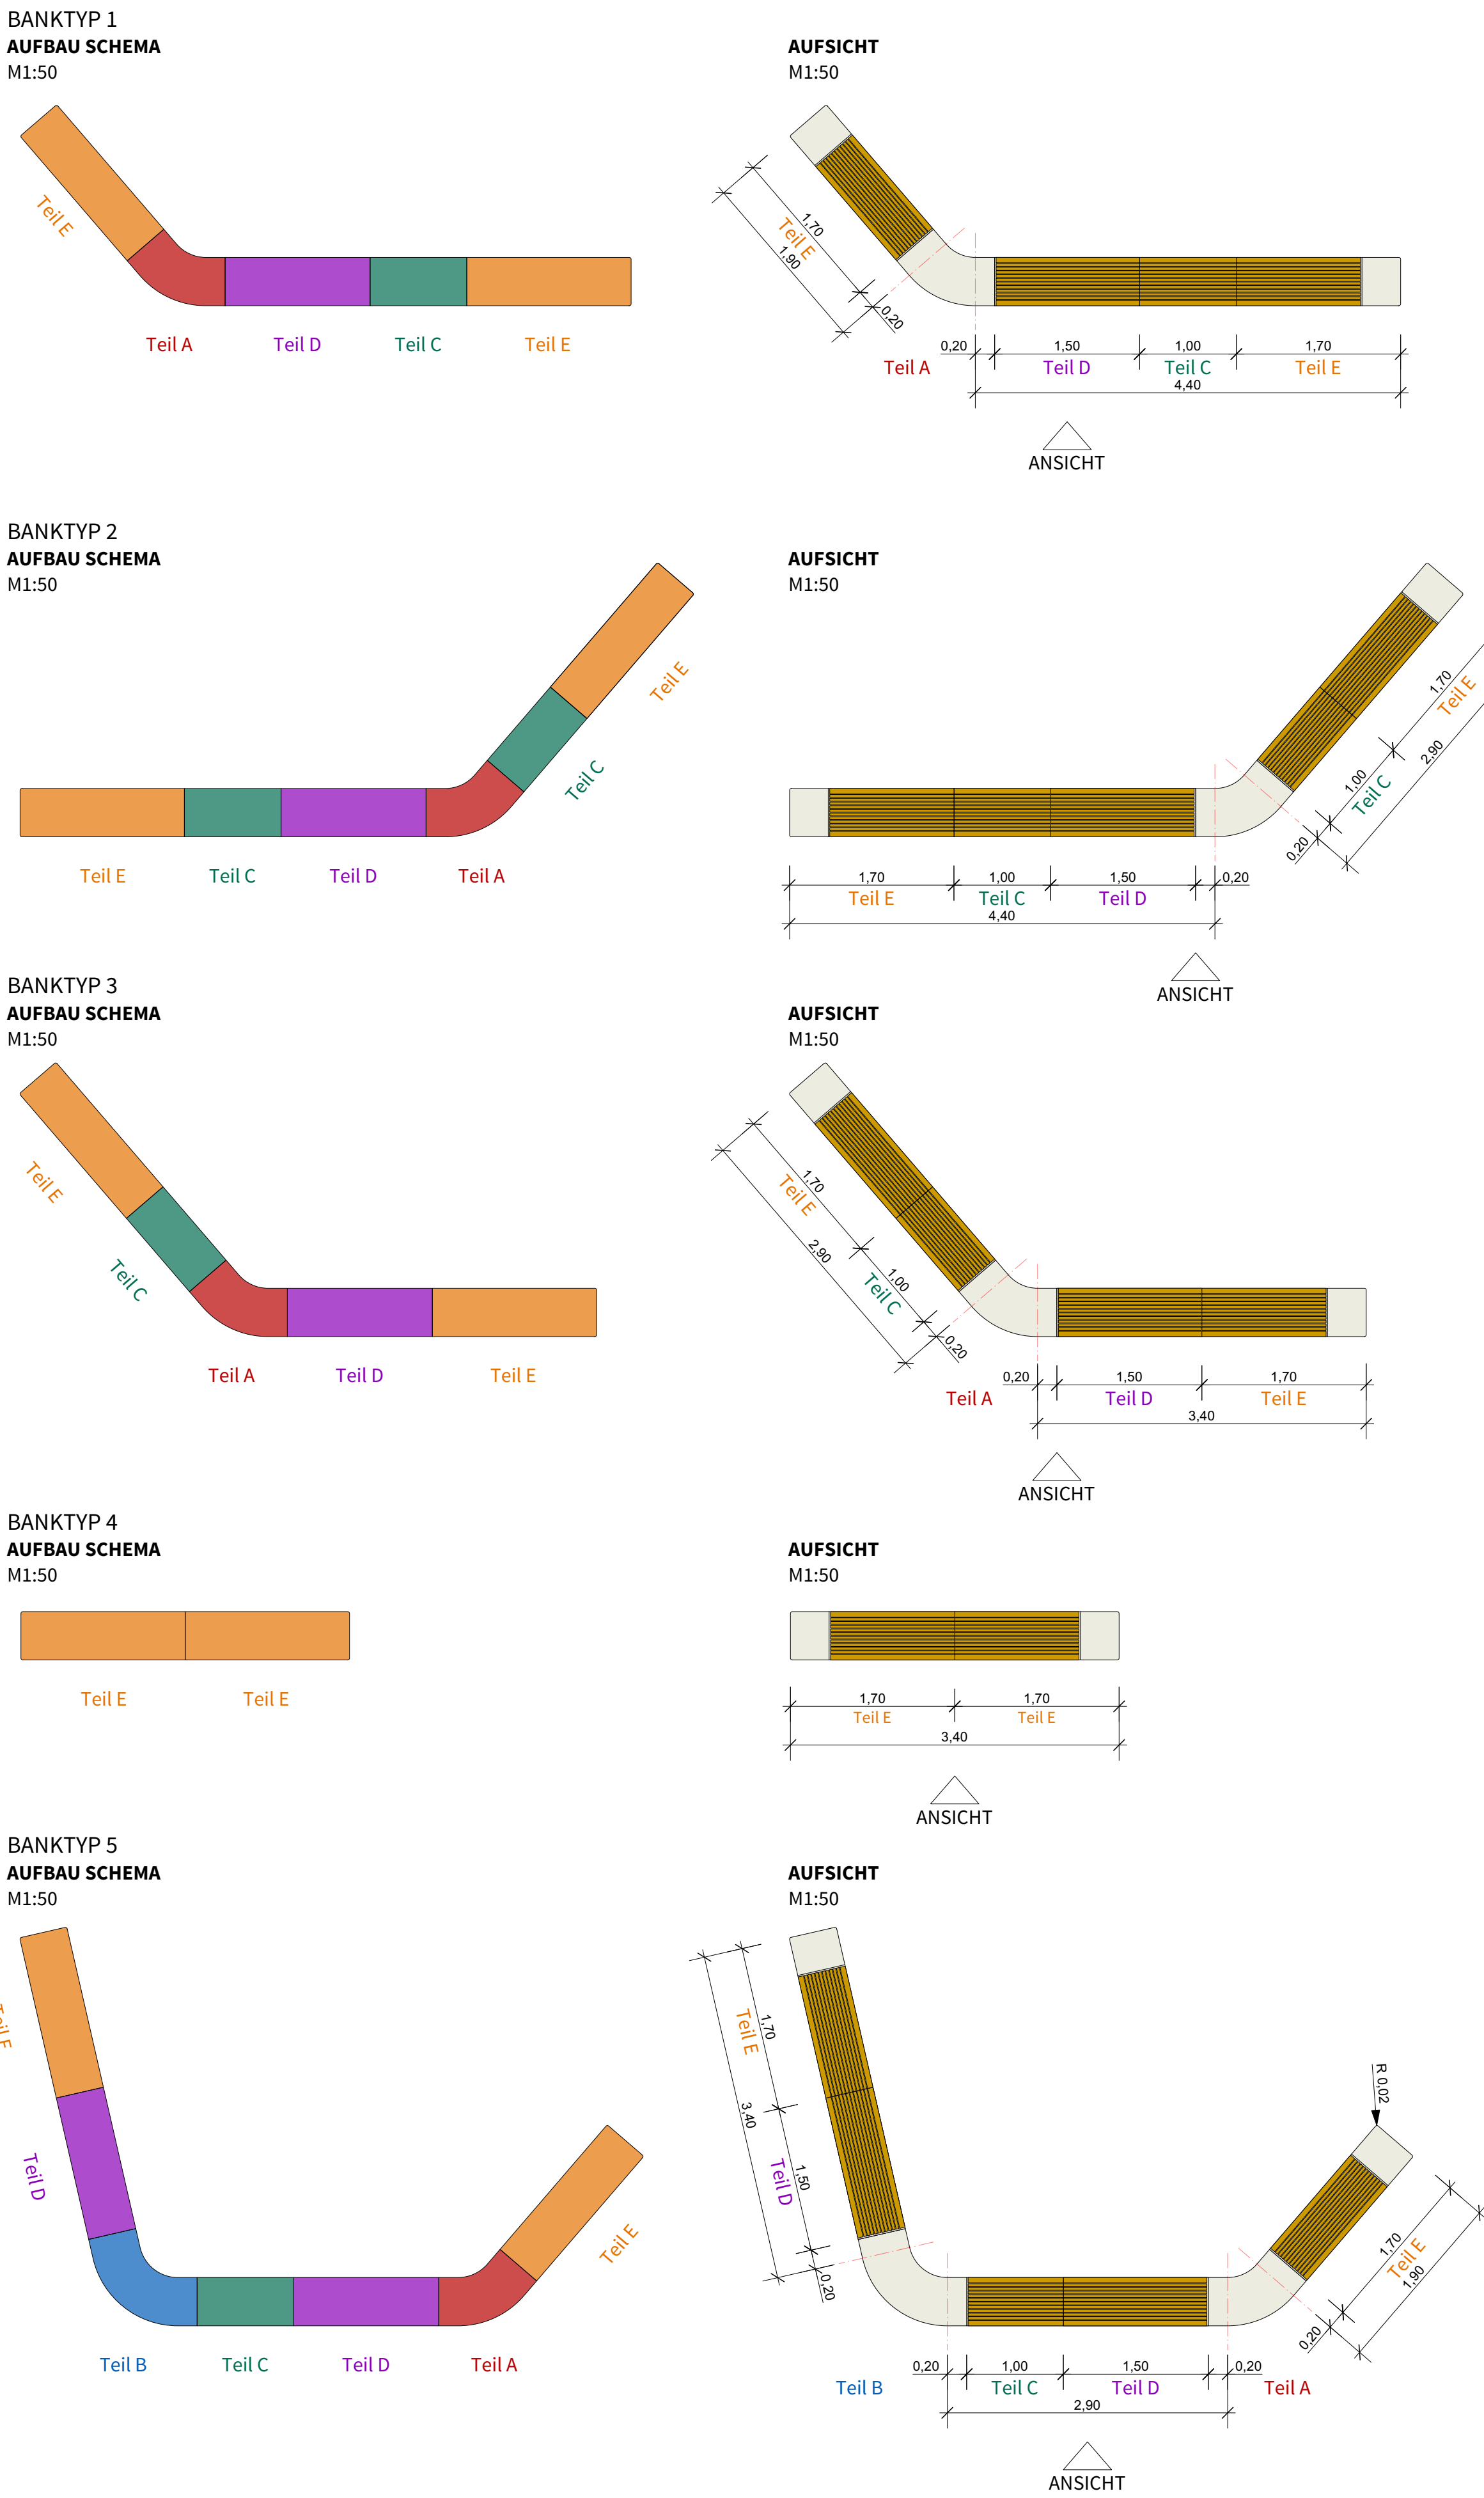 BANKTYP 1
AUFBAU SCHEMA
M1:50
AUFSICHT
M1:50
Teil E
Teil A
Teil D
Teil C
Teil E
1,70
Teil E
1,90
0,20
Teil A
0,20
1,50
1,00
1,70
Teil D
Teil C
Teil E
4,40
ANSICHT
BANKTYP 2
AUFBAU SCHEMA
M1:50
AUFSICHT
M1:50
Teil E
Teil C
Teil E
Teil C
Teil D
Teil A
1,70
Teil E
2,90
1,00
Teil C
0,20
1,70
1,00
1,50
0,20
Teil E
Teil C
Teil D
4,40
ANSICHT
BANKTYP 3
AUFBAU SCHEMA
M1:50
AUFSICHT
M1:50
Teil E
Teil C
Teil A
Teil D
Teil E
1,70
Teil E
2,90
1,00
Teil C
0,20
0,20
1,50
1,70
Teil A
Teil D
Teil E
3,40
ANSICHT
BANKTYP 4
AUFBAU SCHEMA
M1:50
AUFSICHT
M1:50
Teil E
Teil E
1,70
1,70
Teil E
Teil E
3,40
ANSICHT
BANKTYP 5
AUFBAU SCHEMA
M1:50
AUFSICHT
M1:50
Teil E
Teil D
Teil E
Teil B
Teil C
Teil D
Teil A
1,70
Teil E
3,40
1,50
Teil D
0,20
R 0,02
1,70
Teil E
1,90
0,20
0,20
1,00
1,50
0,20
Teil B
Teil C
Teil D
Teil A
2,90
ANSICHT